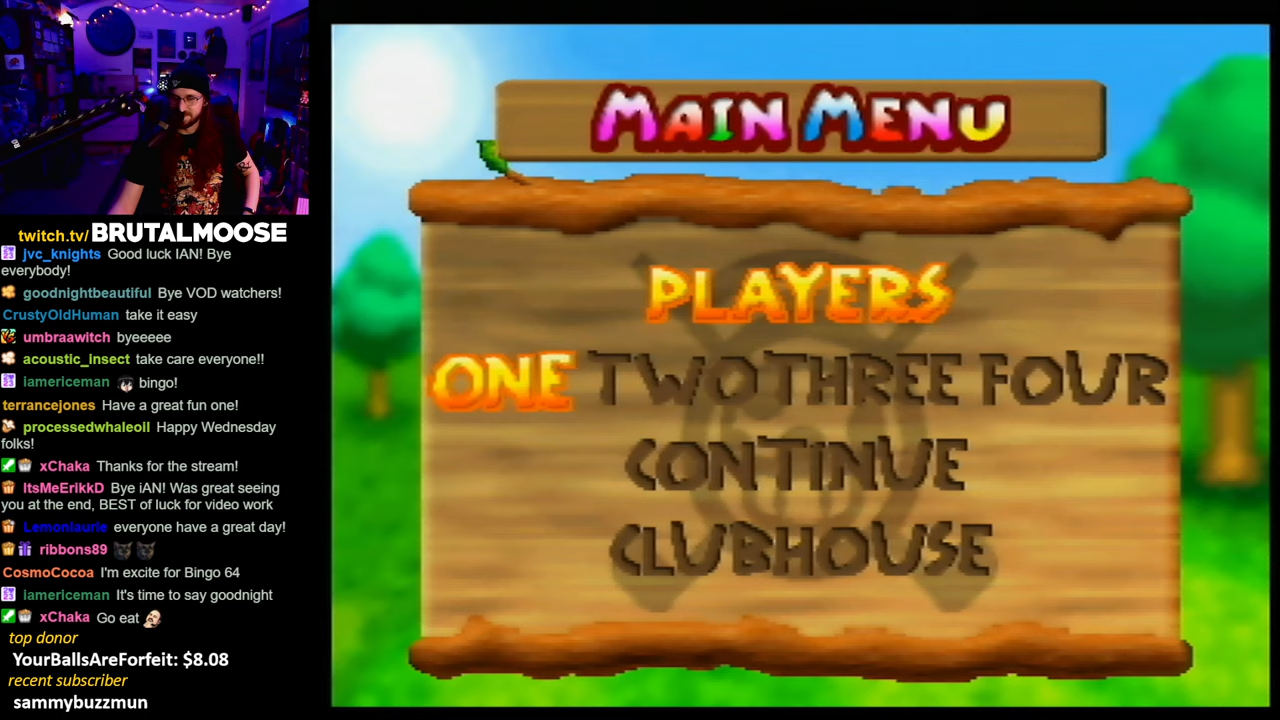 twitch.tv/BRUTALMOOSE
jvc_knights Good luck IAN! Bye
everybody!
goodnightbeautiful Bye VOD watchers!
CrustyOldHuman take it easy
umbraawitch byeeeee
acoustic_insect take care everyone!!
iamericeman bingo!
terrancejones Have a great fun one!
processedwhaleoil Happy Wednesday
folks!
xChaka Thanks for the stream!
ItsMeErikkD Bye iAN! Was great seeing
you at the end, BEST of luck for video work
Lemonlaurie everyone have a great day!
ribbons89
CosmoCocoa I'm excite for Bingo 64
iamericeman It's time to say goodnight
xChaka Go eat
top donor
YourBallsAreForfeit: $8.08
recent subscriber
sammybuzzmun
MAIN MENU
PLAYERS
ONE TWO THREE FOUR
CONTINUE
CLUBHOUSE